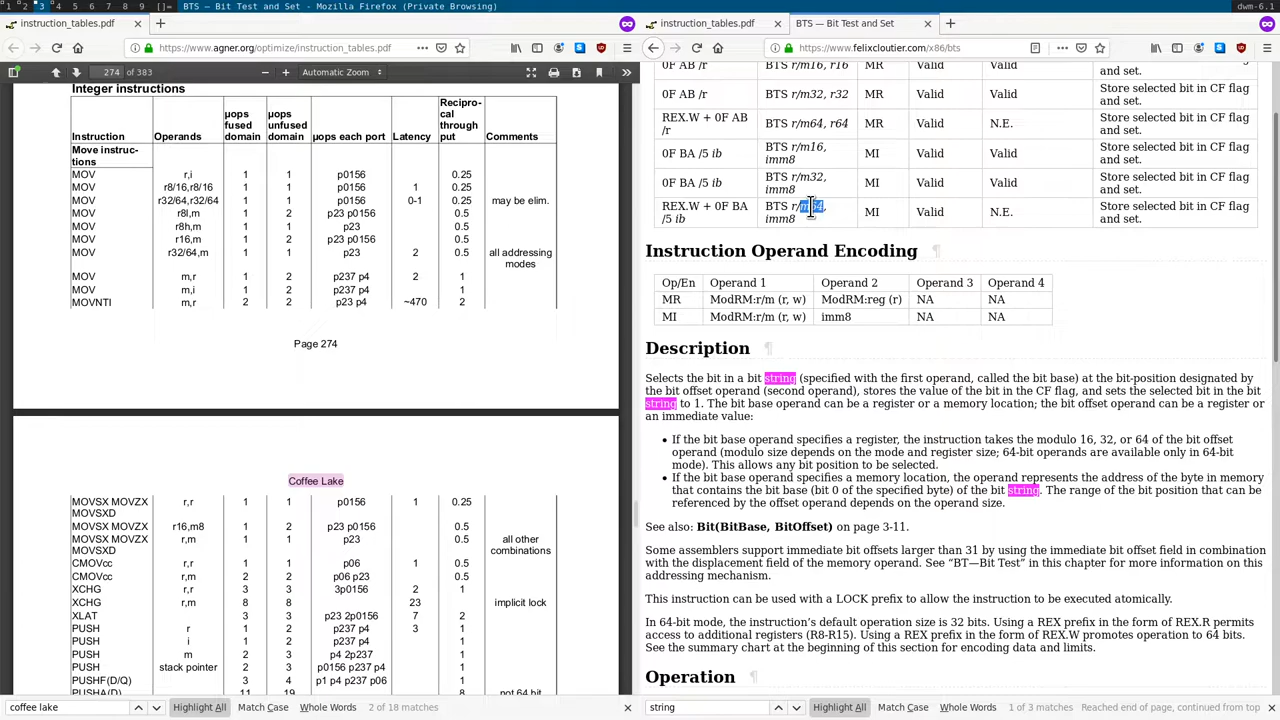 1 2 3 4 5 6 7 8 9 []= BTS — Bit Test and Set - Mozilla Firefox (Private Browsing) dwm-6.1
instruction_tables.pdf
https://www.agner.org/optimize/instruction_tables.pdf
274 of 383 Automatic Zoom
Integer instructions
Instruction Operands µops fused domain µops unfused domain µops each port Latency Recipro-cal through put Comments
Move instruc-
tions
MOV r,i 1 1 p0156 0.25
MOV r8/16,r8/16 1 1 p0156 1 0.25
MOV r32/64,r32/64 1 1 p0156 0-1 0.25 may be elim.
MOV r8l,m 1 2 p23 p0156 0.5
MOV r8h,m 1 1 p23 0.5
MOV r16,m 1 2 p23 p0156 0.5
MOV r32/64,m 1 1 p23 2 0.5 all addressing
modes
MOV m,r 1 2 p237 p4 2 1
MOV m,i 1 2 p237 p4 1
MOVNTI m,r 2 2 p23 p4 ~470 2
Page 274
Coffee Lake
MOVSX MOVZX r,r 1 1 p0156 1 0.25
MOVSXD
MOVSX MOVZX r16,m8 1 2 p23 p0156 0.5
MOVSX MOVZX r,m 1 1 p23 0.5 all other
MOVSXD combinations
CMOVcc r,r 1 1 p06 1 0.5
CMOVcc r,m 2 2 p06 p23 0.5
XCHG r,r 3 3 3p0156 2 1
XCHG r,m 8 8 23 implicit lock
XLAT 3 3 p23 2p0156 7 2
PUSH r 1 2 p237 p4 3 1
PUSH i 1 2 p237 p4 1
PUSH m 2 3 p4 2p237 1
PUSH stack pointer 2 3 p0156 p237 p4 1
PUSHF(D/Q) 3 4 p1 p4 p237 p06 1
PUSHA(D) 11 19 8 not 64 bit
coffee lake Highlight All Match Case Whole Words 2 of 18 matches
instruction_tables.pdf BTS — Bit Test and Set
https://www.felixcloutier.com/x86/bts
0F AB /r BTS r/m16, r16 MR Valid Valid
and set.
0F AB /r BTS r/m32, r32 MR Valid Valid Store selected bit in CF flag
and set.
REX.W + 0F AB BTS r/m64, r64 MR Valid N.E. Store selected bit in CF flag
/r and set.
0F BA /5 ib BTS r/m16, MI Valid Valid Store selected bit in CF flag
imm8 and set.
0F BA /5 ib BTS r/m32, MI Valid Valid Store selected bit in CF flag
imm8 and set.
REX.W + 0F BA BTS r/m64, MI Valid N.E. Store selected bit in CF flag
/5 ib imm8 and set.
Instruction Operand Encoding ¶
Op/En Operand 1 Operand 2 Operand 3 Operand 4
MR ModRM:r/m (r, w) ModRM:reg (r) NA NA
MI ModRM:r/m (r, w) imm8 NA NA
Description ¶
Selects the bit in a bit string (specified with the first operand, called the bit base) at the bit-position designated by
the bit offset operand (second operand), stores the value of the bit in the CF flag, and sets the selected bit in the bit
string to 1. The bit base operand can be a register or a memory location; the bit offset operand can be a register or
an immediate value:
• If the bit base operand specifies a register, the instruction takes the modulo 16, 32, or 64 of the bit offset
operand (modulo size depends on the mode and register size; 64-bit operands are available only in 64-bit
mode). This allows any bit position to be selected.
• If the bit base operand specifies a memory location, the operand represents the address of the byte in memory
that contains the bit base (bit 0 of the specified byte) of the bit string. The range of the bit position that can be
referenced by the offset operand depends on the operand size.
See also: Bit(BitBase, BitOffset) on page 3-11.
Some assemblers support immediate bit offsets larger than 31 by using the immediate bit offset field in combination
with the displacement field of the memory operand. See “BT—Bit Test” in this chapter for more information on this
addressing mechanism.
This instruction can be used with a LOCK prefix to allow the instruction to be executed atomically.
In 64-bit mode, the instruction’s default operation size is 32 bits. Using a REX prefix in the form of REX.R permits
access to additional registers (R8-R15). Using a REX prefix in the form of REX.W promotes operation to 64 bits.
See the summary chart at the beginning of this section for encoding data and limits.
Operation ¶
string Highlight All Match Case Whole Words 1 of 3 matches Reached end of page, continued from top